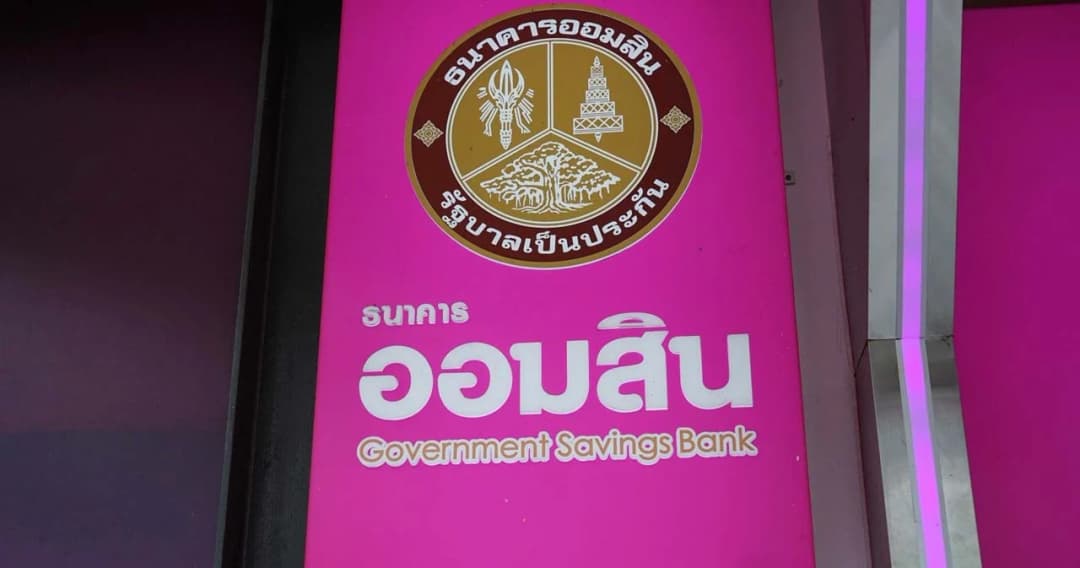 ธนาคารออมสิน
รัฐบาลเป็นประกัน
ธนาคาร
ออมสิน
Government Savings Bank